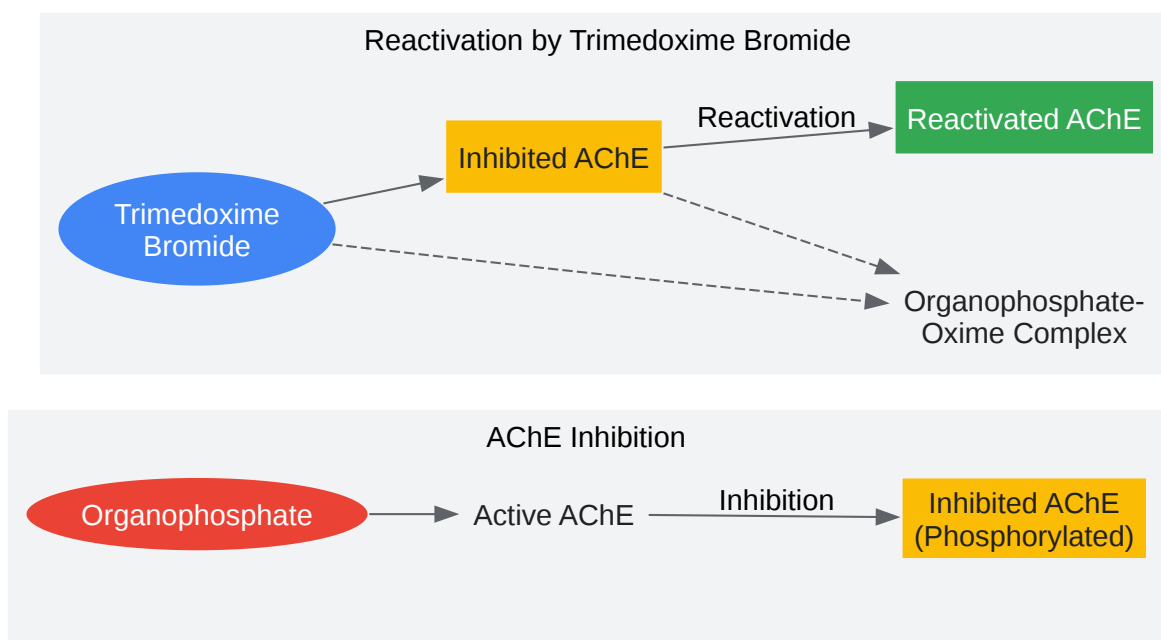 Reactivation by Trimedoxime Bromide
Reactivation
Reactivated AChE
Inhibited AChE
Trimedoxime
Bromide
Organophosphate-
Oxime Complex
AChE Inhibition
Organophosphate
Active AChE
Inhibition
Inhibited AChE
(Phosphorylated)